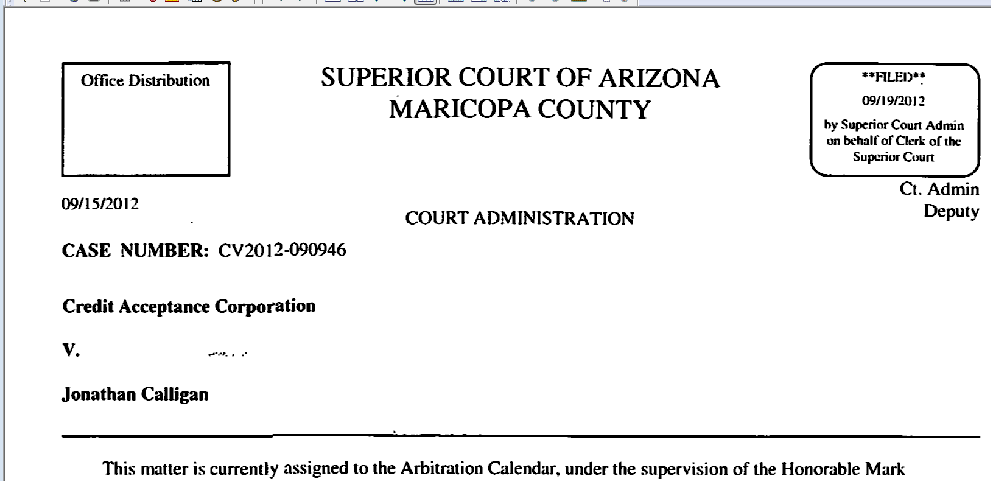 Office Distribution
SUPERIOR COURT OF ARIZONA
MARICOPA COUNTY
**FILED**
09/19/2012
by Superior Court Admin
on behalf of Clerk of the
Superior Court
Ct. Admin
Deputy
09/15/2012
COURT ADMINISTRATION
CASE NUMBER: CV2012-090946
Credit Acceptance Corporation
V.
Jonathan Calligan
This matter is currently assigned to the Arbitration Calendar, under the supervision of the Honorable Mark